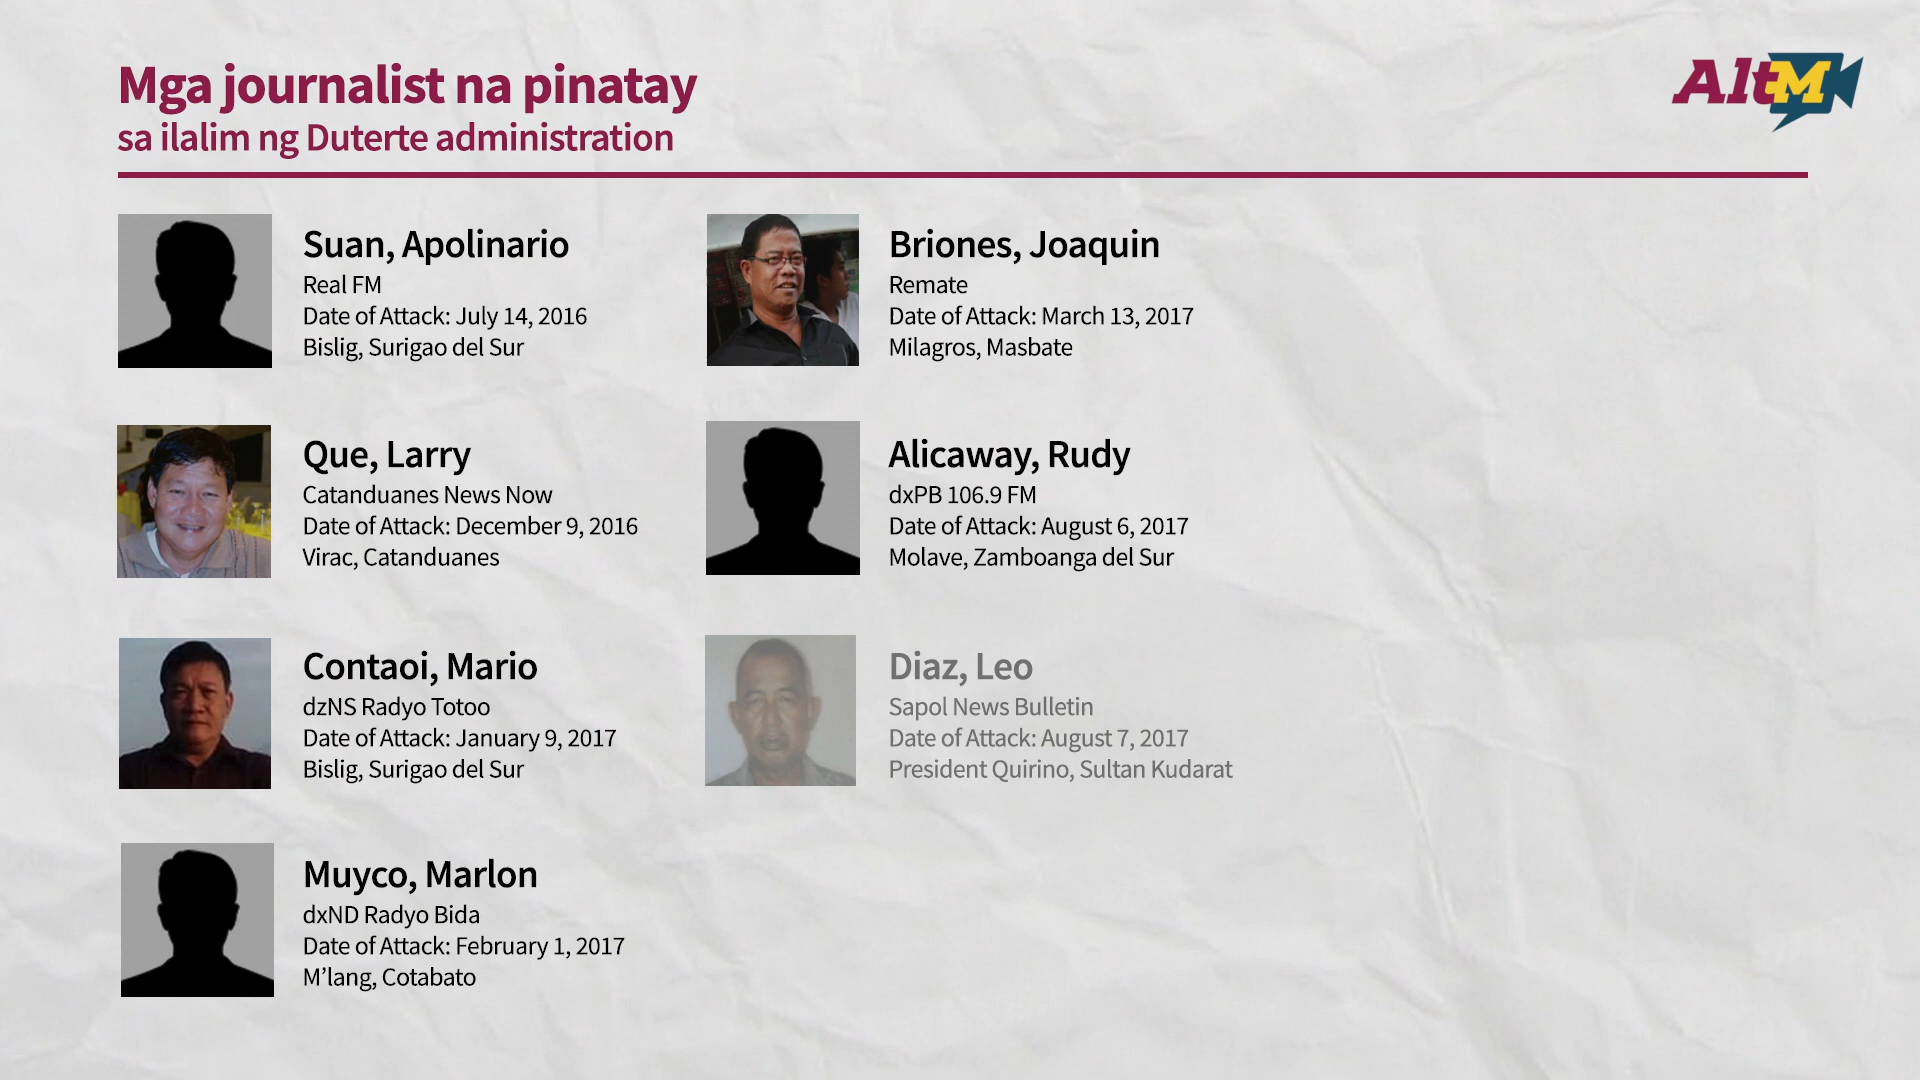 Mga journalist na pinatay
sa ilalim ng Duterte administration
AltM
Suan, Apolinario
Real FM
Date of Attack: July 14, 2016
Bislig, Surigao del Sur
Que, Larry
Catanduanes News Now
Date of Attack: December 9, 2016
Virac, Catanduanes
Contaoi, Mario
dzNS Radyo Totoo
Date of Attack: January 9, 2017
Bislig, Surigao del Sur
Muyco, Marlon
dxND Radyo Bida
Date of Attack: February 1, 2017
M’lang, Cotabato
Briones, Joaquin
Remate
Date of Attack: March 13, 2017
Milagros, Masbate
Alicaway, Rudy
dxPB 106.9 FM
Date of Attack: August 6, 2017
Molave, Zamboanga del Sur
Diaz, Leo
Sapol News Bulletin
Date of Attack: August 7, 2017
President Quirino, Sultan Kudarat